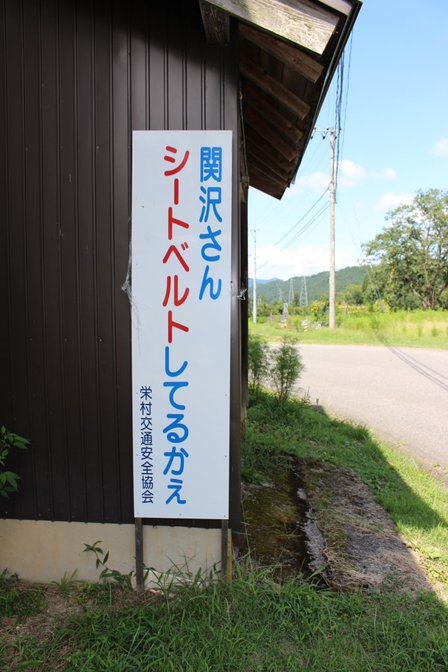 関沢さん
シートベルトしてるかえ
栄村交通安全協会